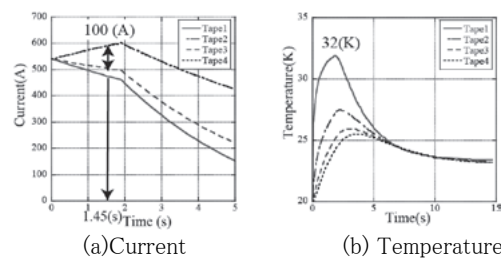 100 (A)
Tape1
Tape2
Tape3
Tape4
700
600
500
400
300
200
100
0
Current(A)
0
1
2
3
4
5
1.45(s)
Time (s)
(a)Current
32(K)
Tape1
Tape2
Tape3
Tape4
35
30
25
20
Temperature(K)
0
5
10
15
Time(s)
(b) Temperature